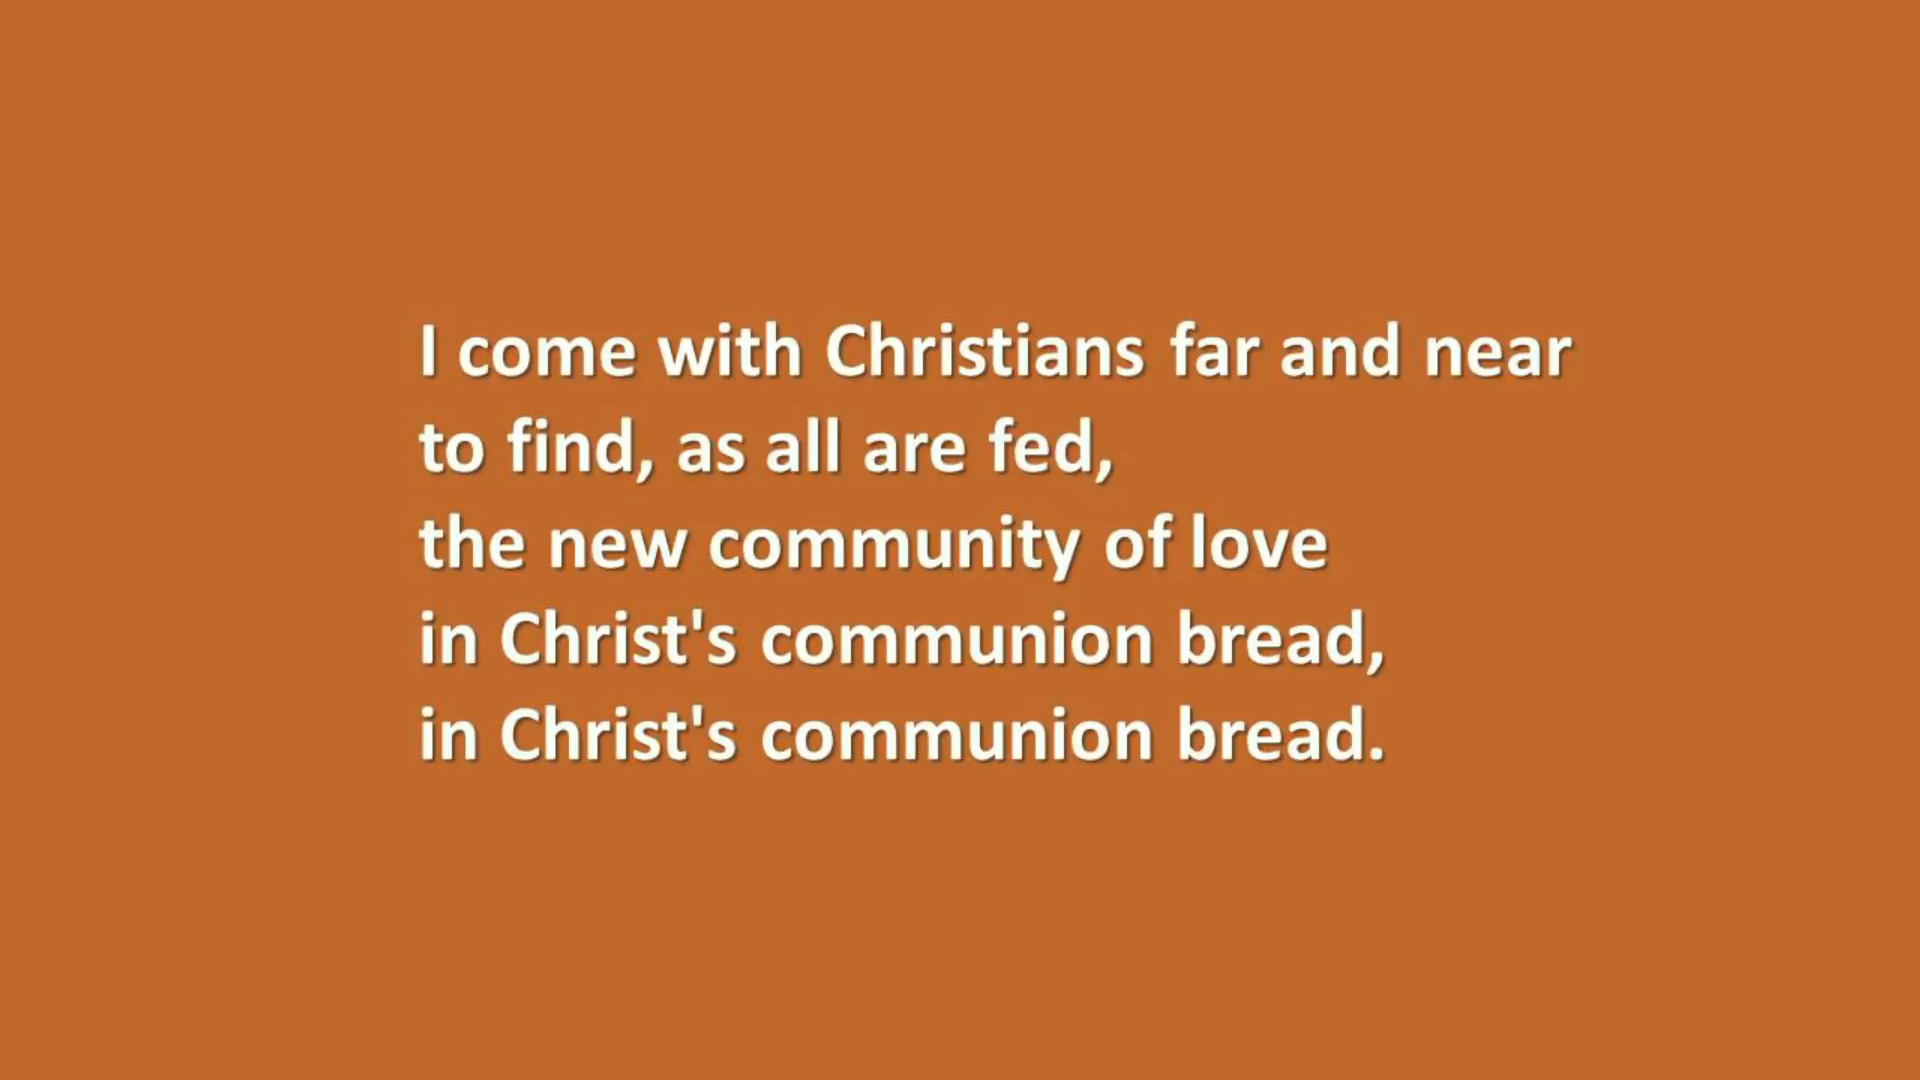 I come with Christians far and near
to find, as all are fed,
the new community of love
in Christ's communion bread,
in Christ's communion bread.